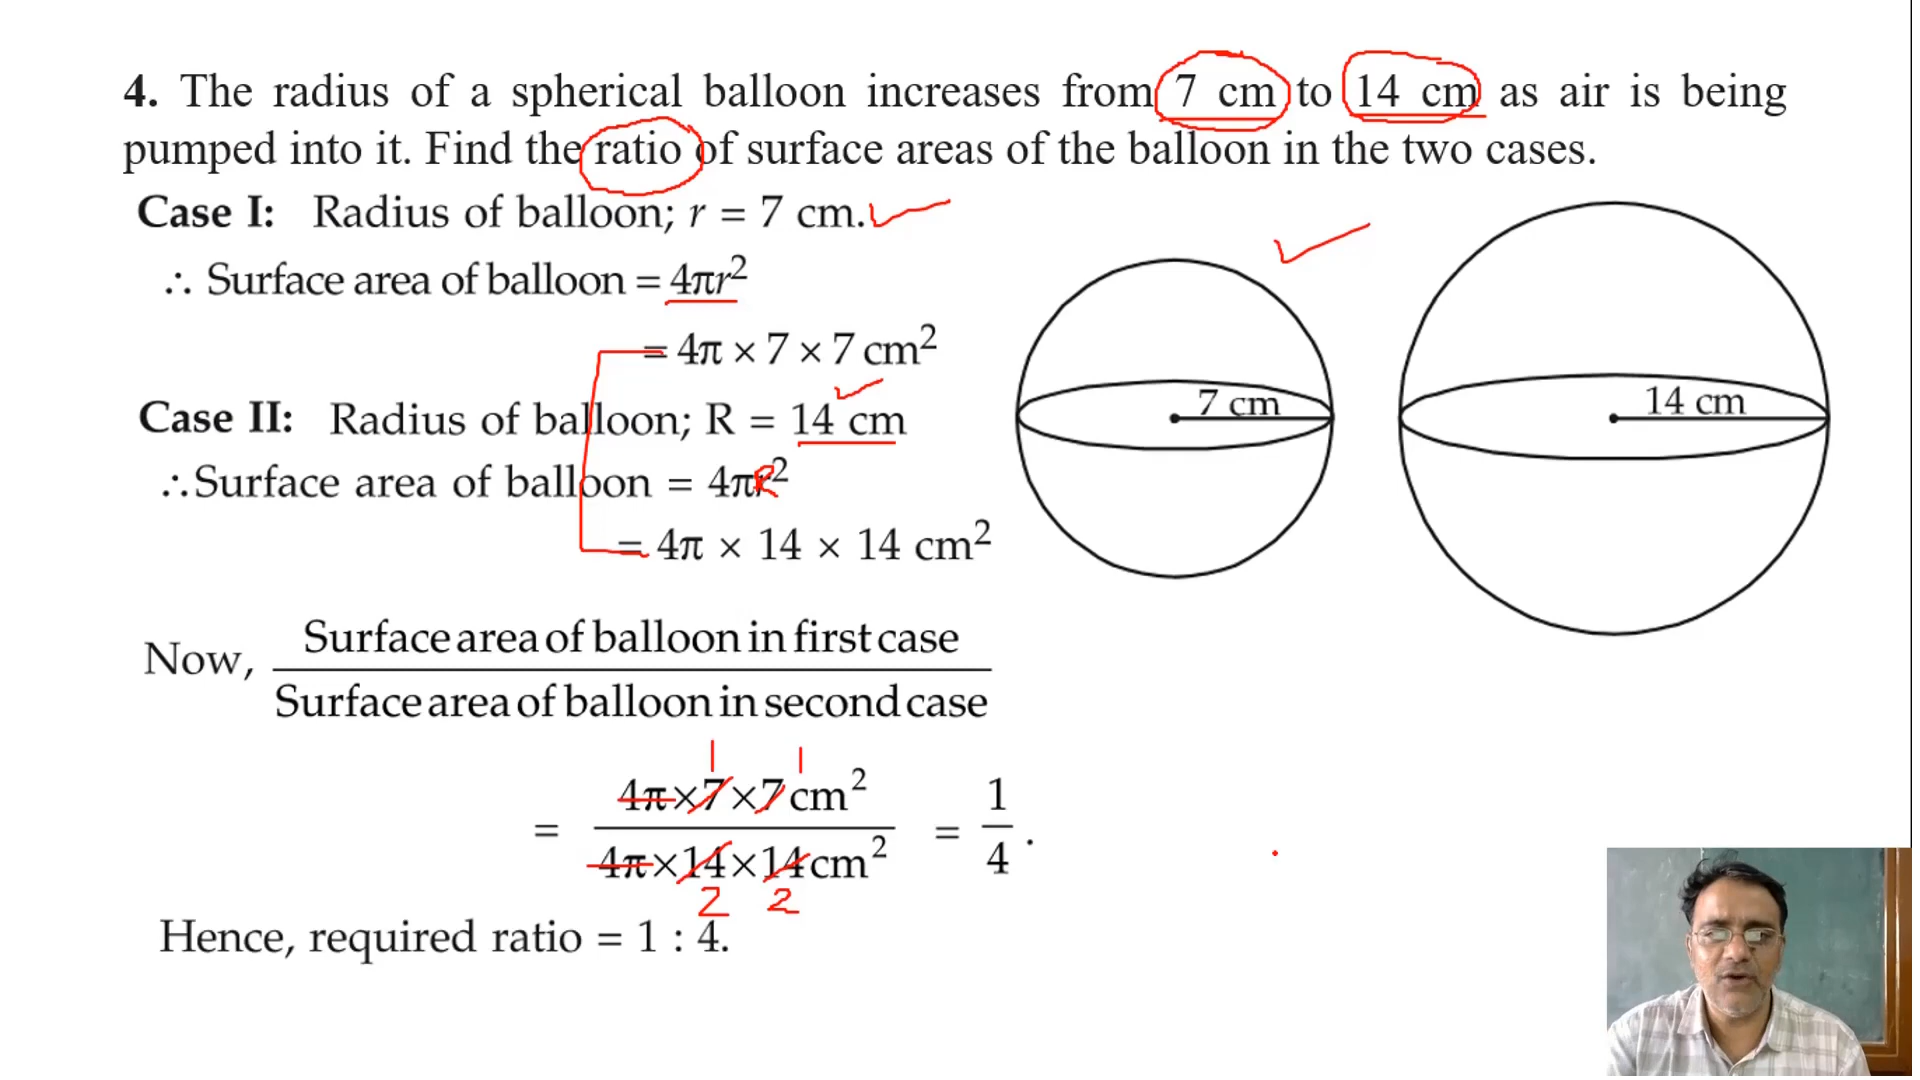 4. The radius of a spherical balloon increases from 7 cm to 14 cm as air is being
pumped into it. Find the ratio of surface areas of the balloon in the two cases.
Case I: Radius of balloon; r = 7 cm.
∴ Surface area of balloon = 4πr²
= 4π × 7 × 7 cm²
Case II: Radius of balloon; R = 14 cm
∴ Surface area of balloon = 4πR²
= 4π × 14 × 14 cm²
7 cm
14 cm
Now, Surface area of balloon in first case
Surface area of balloon in second case
1 1
= 4π × 7 × 7 cm² / 4π × 14 × 14 cm² = 1/4 .
2 2
Hence, required ratio = 1 : 4.